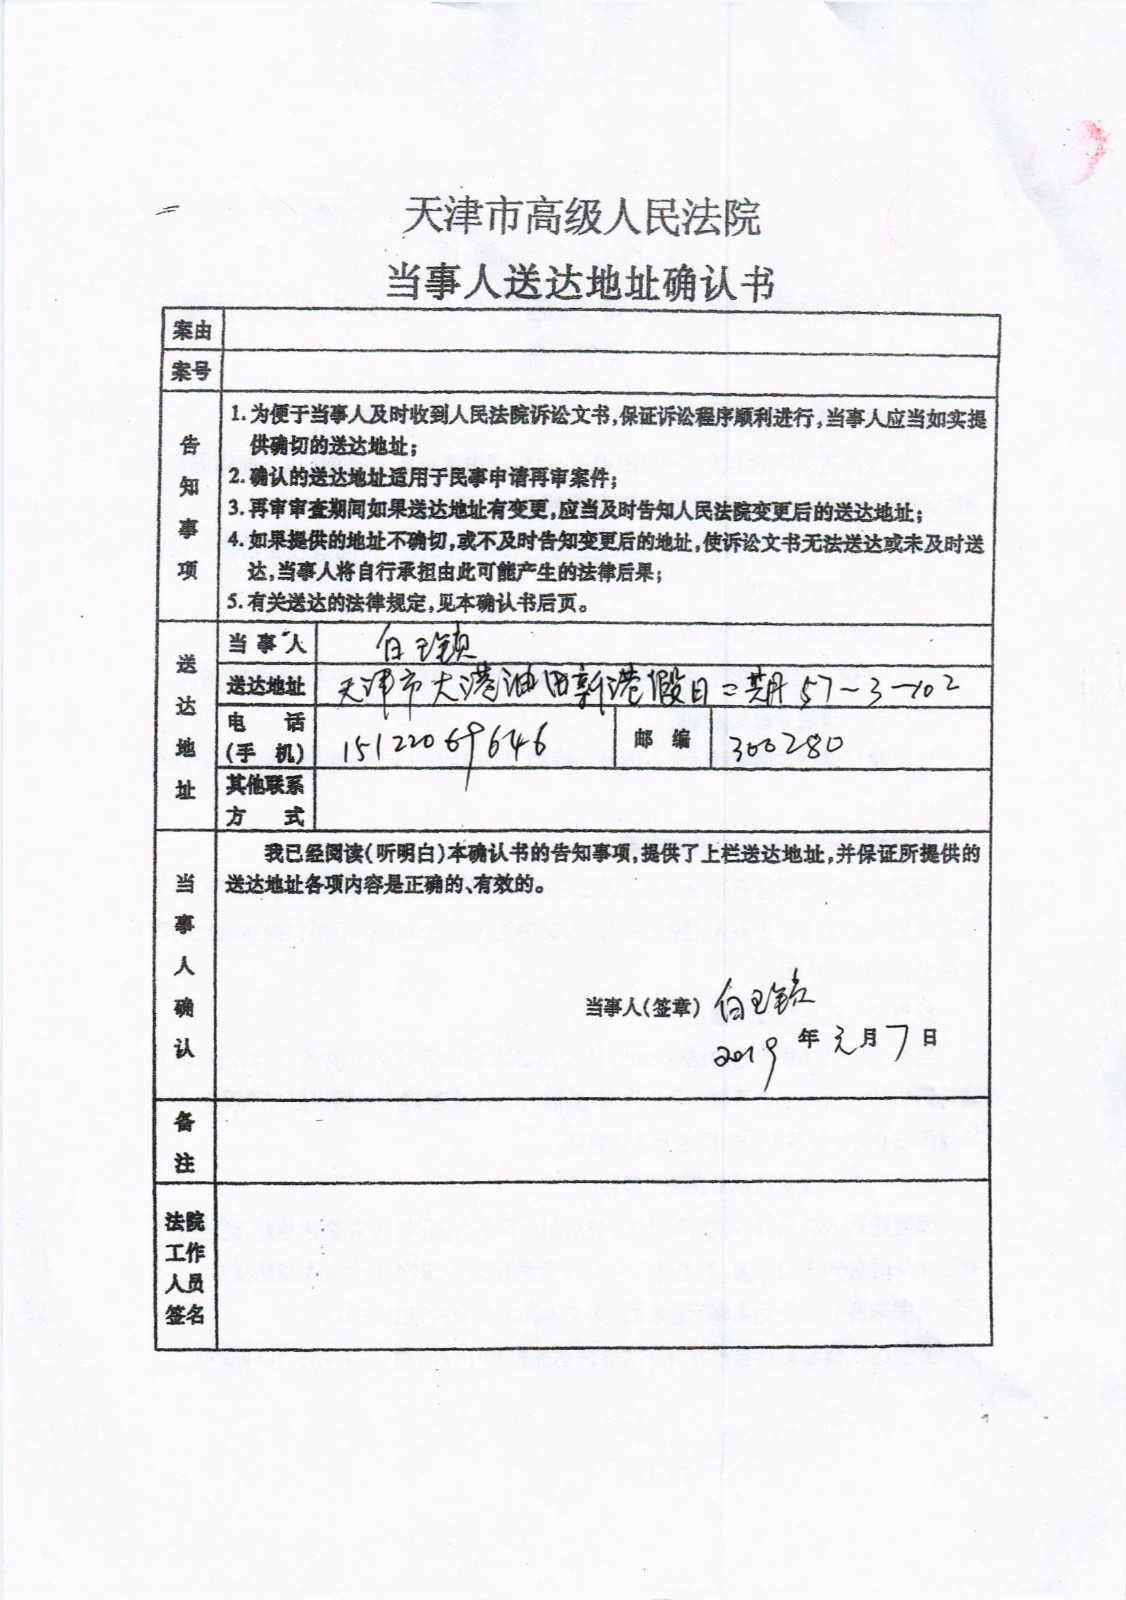 天津市高级人民法院
当事人送达地址确认书
案由
案号
告知事项
1. 为便于当事人及时收到人民法院诉讼文书,保证诉讼程序顺利进行,当事人应当如实提
供确切的送达地址;
2. 确认的送达地址适用于民事申请再审案件;
3. 再审审查期间如果送达地址有变更,应当及时告知人民法院变更后的送达地址;
4. 如果提供的地址不确切,或不及时告知变更后的地址,使诉讼文书无法送达或未及时送
达,当事人将自行承担由此可能产生的法律后果;
5. 有关送达的法律规定,见本确认书后页。
送达地址
当事人 白玉锁
送达地址 天津市大港油田新港假日二期57-3-102
电话
(手机) 15122069646 邮编 300280
其他联系
方式
当事人确认
我已经阅读(听明白)本确认书的告知事项,提供了上栏送达地址,并保证所提供的
送达地址各项内容是正确的、有效的。
当事人(签章) 白玉锁
2019年元月7日
备注
法院
工作
人员
签名